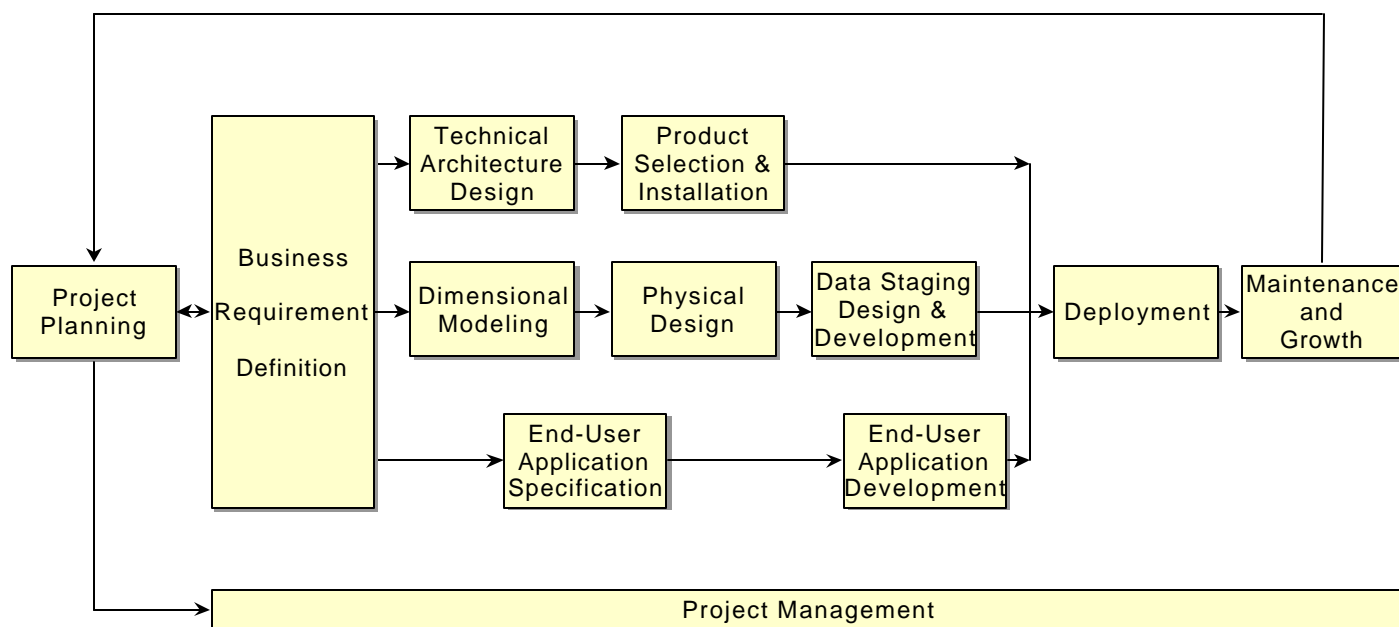 Technical
Architecture
Design
Product
Selection &
Installation
Project
Planning
Business
Requirement
Definition
Dimensional
Modeling
Physical
Design
Data Staging
Design &
Development
Deployment
Maintenance
and
Growth
End-User
Application
Specification
End-User
Application
Development
Project Management